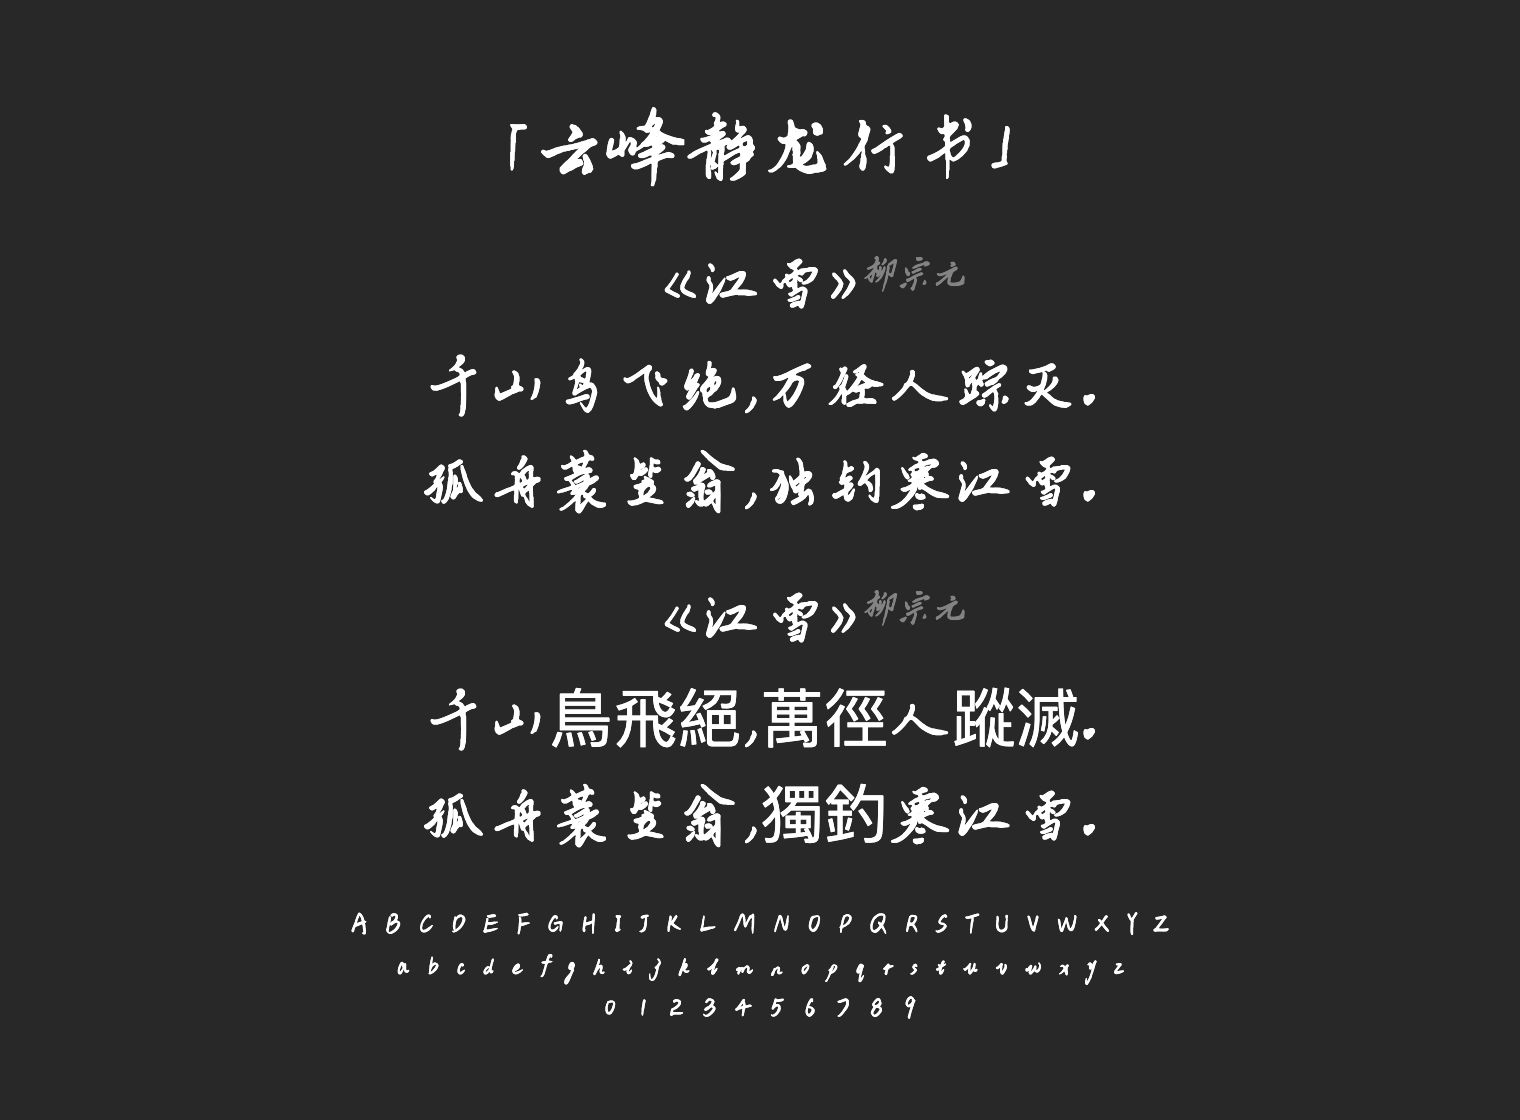 「云峰静龙行书」
《江雪》柳宗元
千山鸟飞绝,万径人踪灭.
孤舟蓑笠翁,独钓寒江雪.
《江雪》柳宗元
千山鳥飛絕,萬徑人蹤滅.
孤舟蓑笠翁,獨釣寒江雪.
A B C D E F G H I J K L M N O P Q R S T U V W X Y Z
a b c d e f g h i j k l m n o p q r s t u v w x y z
0 1 2 3 4 5 6 7 8 9